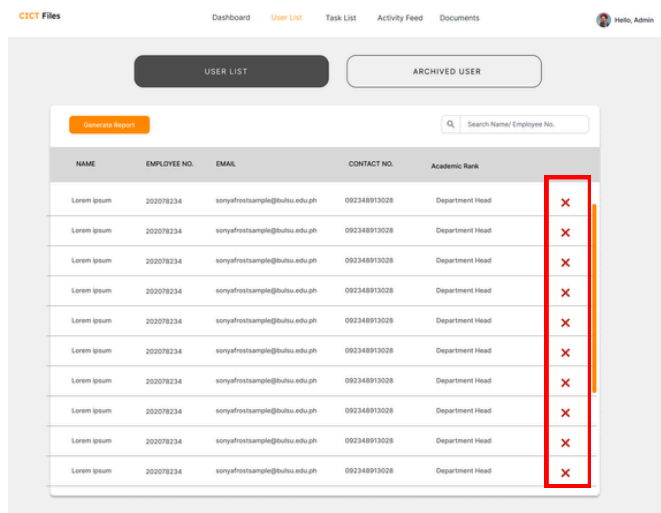 CICT Files Dashboard User List Task List Activity Feed Documents Hello, Admin
USER LIST ARCHIVED USER
Generate Report Search Name/ Employee No.
NAME EMPLOYEE NO. EMAIL CONTACT NO. Academic Rank
Lorem ipsum 202078234 sonyafrostsample@bulsu.edu.ph 092348913028 Department Head
Lorem ipsum 202078234 sonyafrostsample@bulsu.edu.ph 092348913028 Department Head
Lorem ipsum 202078234 sonyafrostsample@bulsu.edu.ph 092348913028 Department Head
Lorem ipsum 202078234 sonyafrostsample@bulsu.edu.ph 092348913028 Department Head
Lorem ipsum 202078234 sonyafrostsample@bulsu.edu.ph 092348913028 Department Head
Lorem ipsum 202078234 sonyafrostsample@bulsu.edu.ph 092348913028 Department Head
Lorem ipsum 202078234 sonyafrostsample@bulsu.edu.ph 092348913028 Department Head
Lorem ipsum 202078234 sonyafrostsample@bulsu.edu.ph 092348913028 Department Head
Lorem ipsum 202078234 sonyafrostsample@bulsu.edu.ph 092348913028 Department Head
Lorem ipsum 202078234 sonyafrostsample@bulsu.edu.ph 092348913028 Department Head